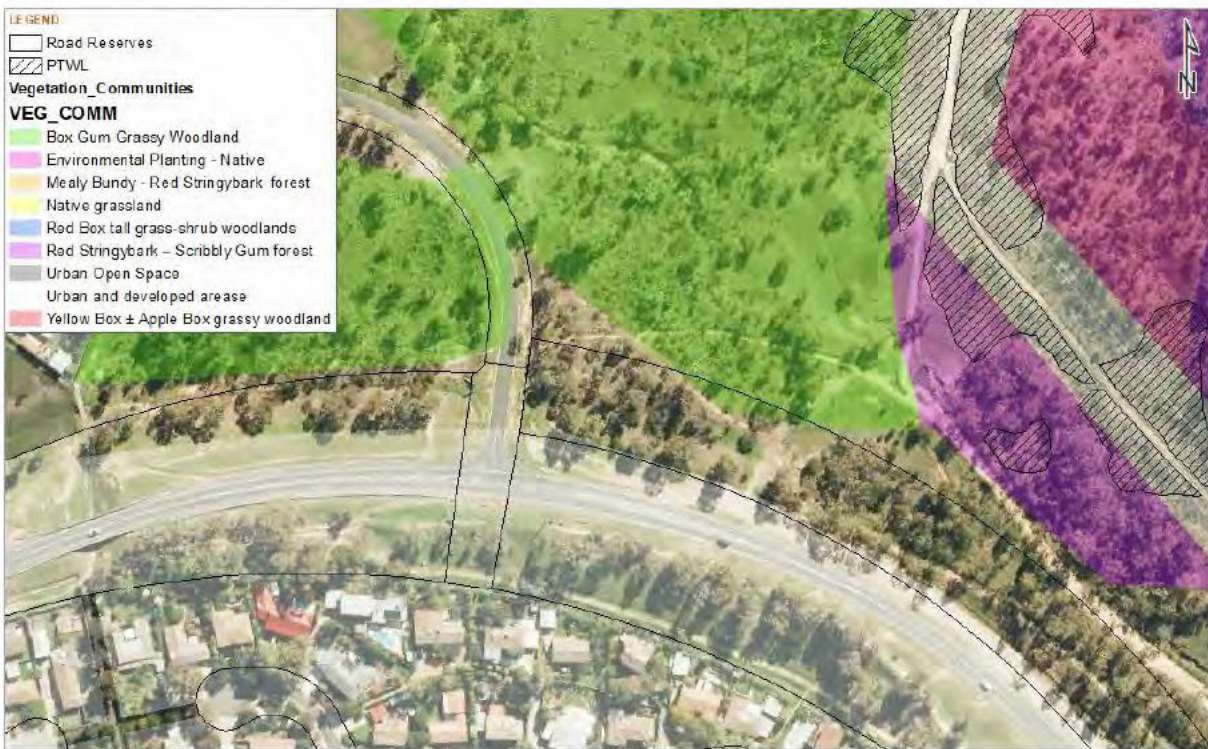 LEGEND
Road Reserves
PTWL
Vegetation_Communities
VEG_COMM
Box Gum Grassy Woodland
Environmental Planting - Native
Mealy Bundy - Red Stringybark forest
Native grassland
Red Box tall grass-shrub woodlands
Red Stringybark – Scribbly Gum forest
Urban Open Space
Urban and developed arease
Yellow Box ± Apple Box grassy woodland
N